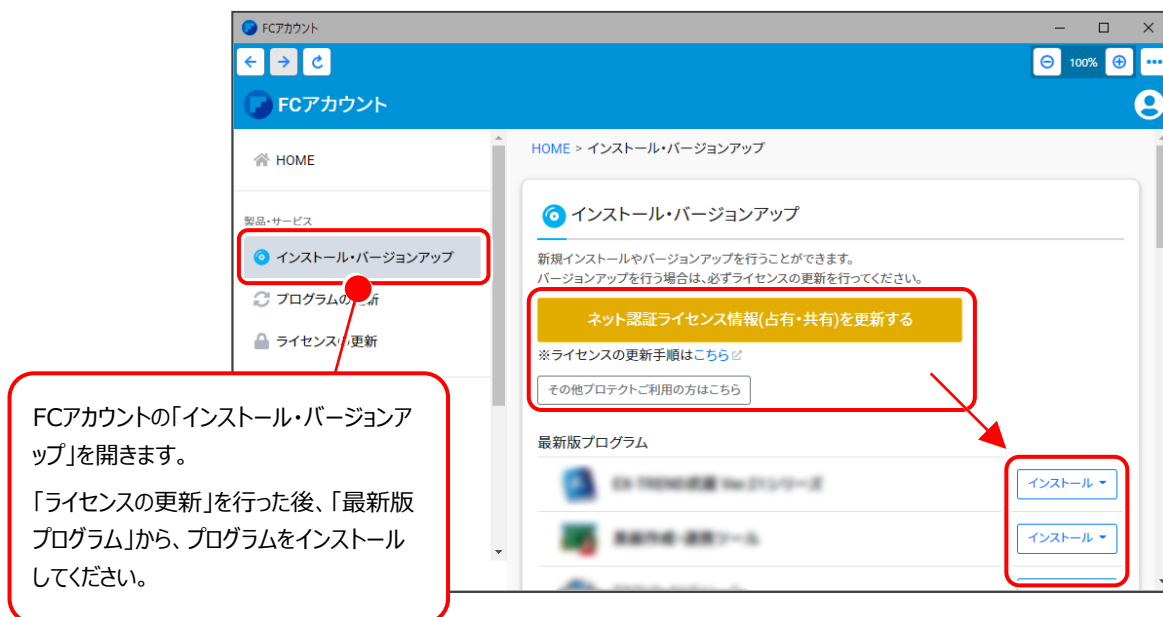 FCアカウント
100%
FCアカウント
HOME
製品・サービス
インストール・バージョンアップ
プログラムの更新
ライセンスの更新
HOME > インストール・バージョンアップ
インストール・バージョンアップ
新規インストールやバージョンアップを行うことができます。
バージョンアップを行う場合は、必ずライセンスの更新を行ってください。
ネット認証ライセンス情報(占有・共有)を更新する
※ライセンスの更新手順はこちら
その他プロテクトご利用の方はこちら
最新版プログラム
インストール
インストール
FCアカウントの「インストール・バージョンア
ップ」を開きます。
「ライセンスの更新」を行った後、「最新版
プログラム」から、プログラムをインストール
してください。